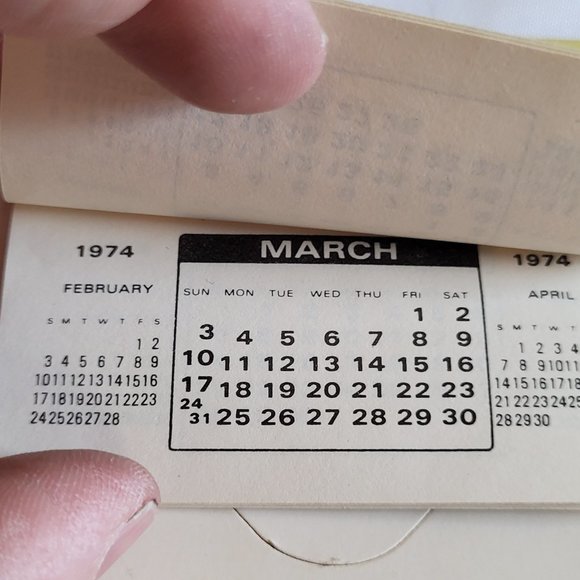 1974
FEBRUARY
S M T W T F S
1 2
3 4 5 6 7 8 9
10 11 12 13 14 15 16
17 18 19 20 21 22 23
24 25 26 27 28
MARCH
SUN MON TUE WED THU FRI SAT
1 2
3 4 5 6 7 8 9
10 11 12 13 14 15 16
17 18 19 20 21 22 23
24
31 25 26 27 28 29 30
1974
APRIL
S M T W T
1 2 3 4
7 8 9 10 11
14 15 16 17 18
21 22 23 24 25
28 29 30